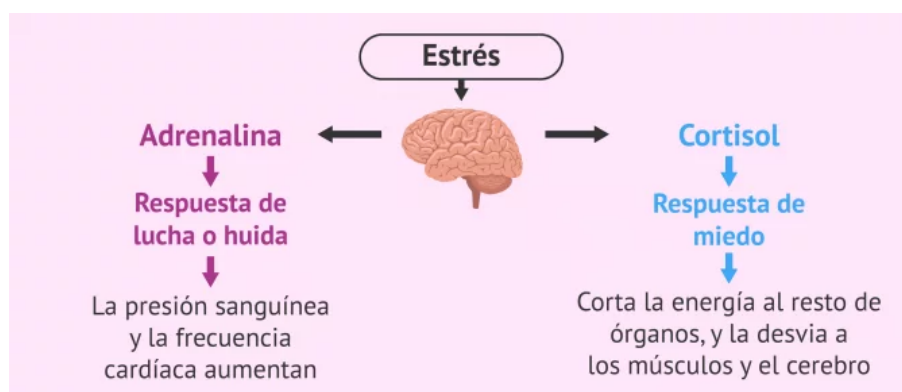 Estrés
Adrenalina
Cortisol
Respuesta de
lucha o huida
Respuesta de
miedo
La presión sanguínea
y la frecuencia
cardíaca aumentan
Corta la energía al resto de
órganos, y la desvia a
los músculos y el cerebro